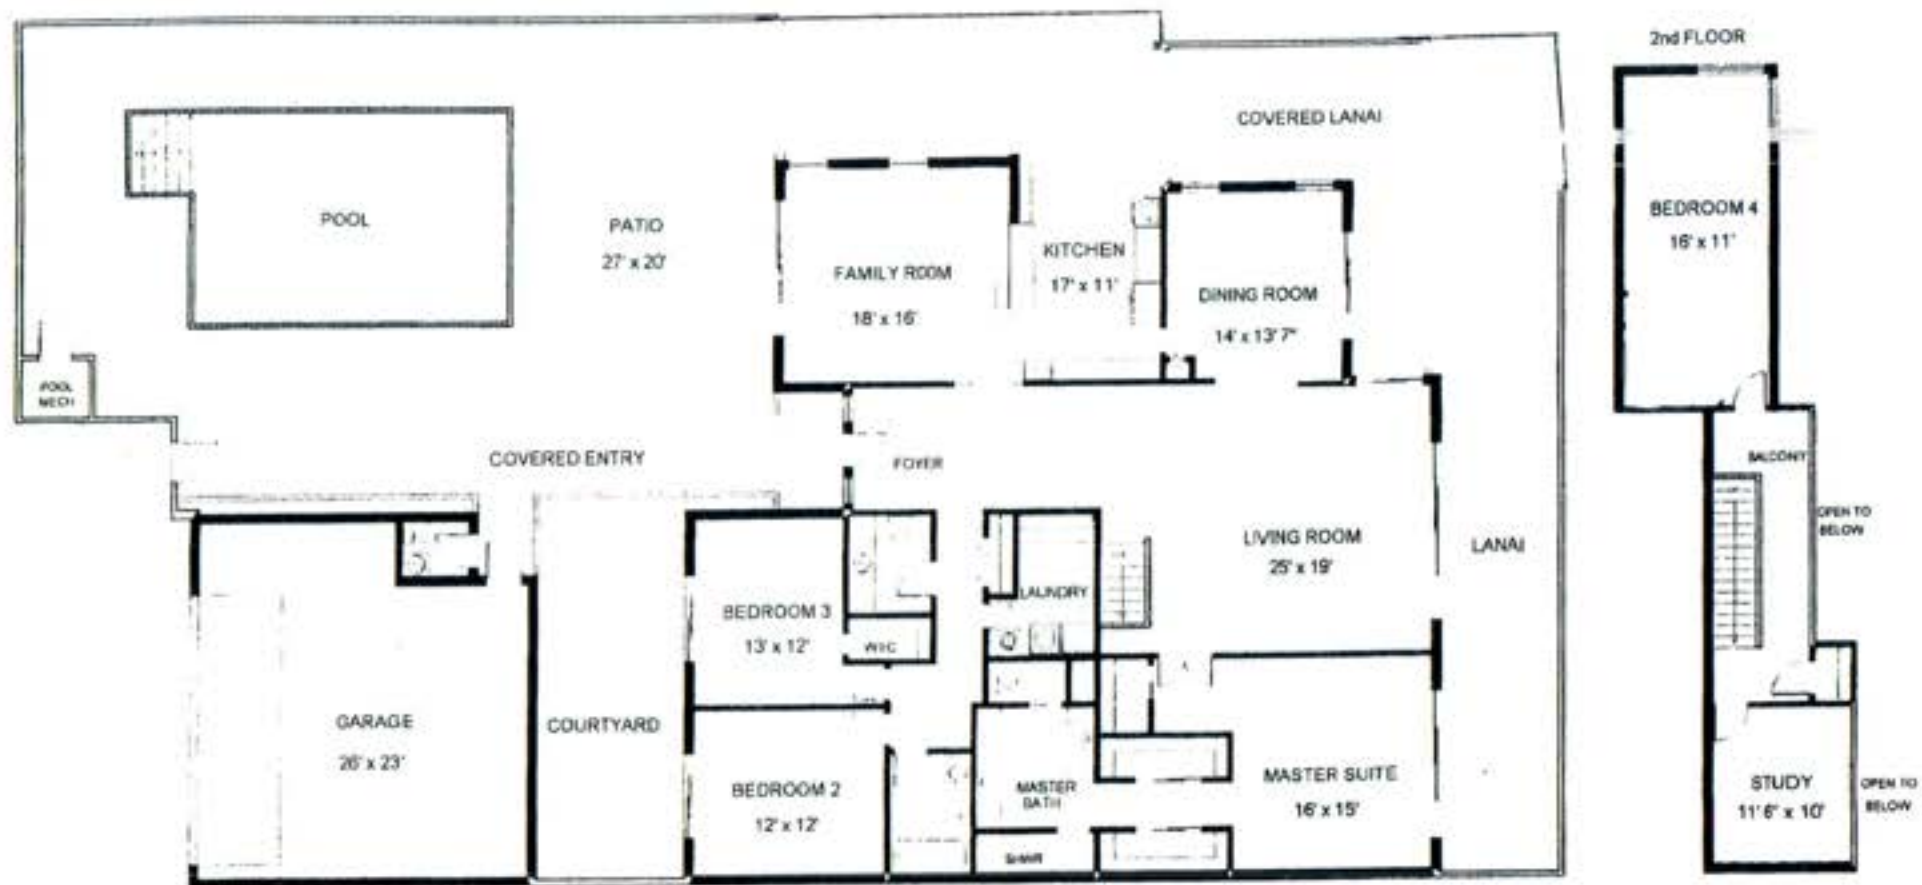 2nd FLOOR
COVERED LANAI
POOL
PATIO
27' x 20'
FAMILY ROOM
18' x 16'
KITCHEN
17' x 11'
DINING ROOM
14' x 13' 7"
BEDROOM 4
16' x 11'
POOL
MECH
COVERED ENTRY
FOYER
BALCONY
OPEN TO
BELOW
LIVING ROOM
25' x 19'
LANAI
LAUNDRY
BEDROOM 3
13' x 12'
W.I.C
GARAGE
26' x 23'
COURTYARD
BEDROOM 2
12' x 12'
MASTER
BATH
MASTER SUITE
16' x 15'
SHWR
STUDY
11' 6" x 10'
OPEN TO
BELOW